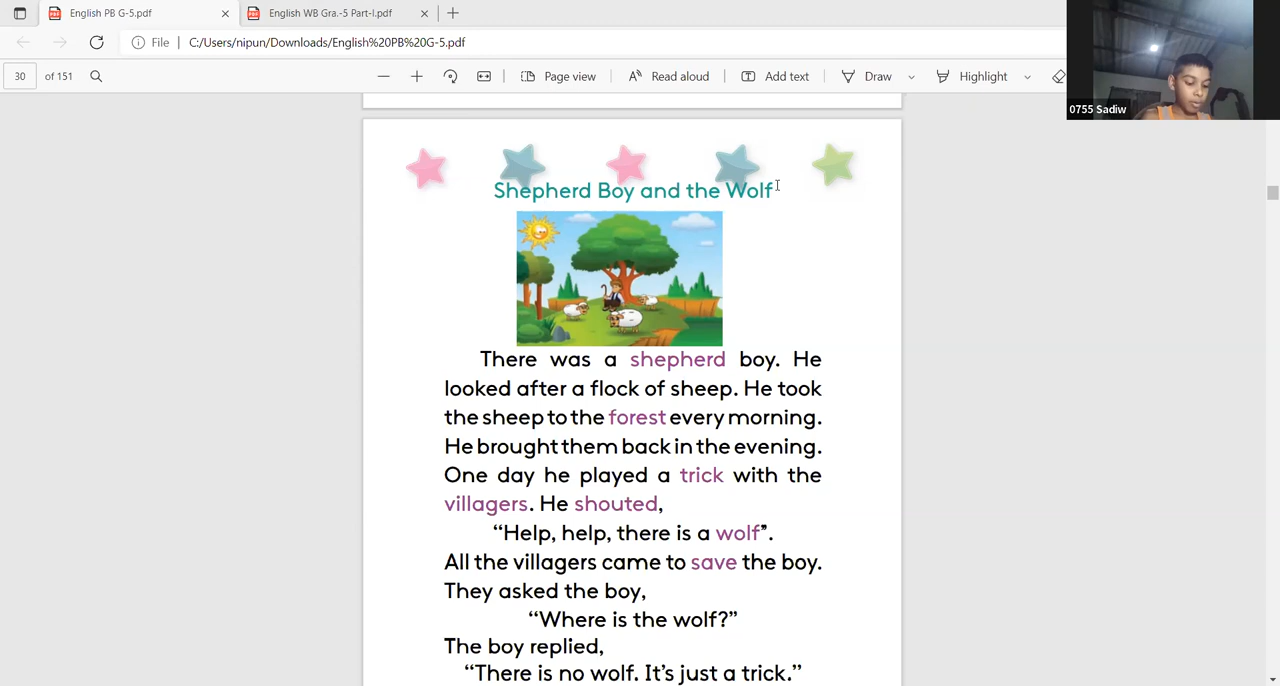 English PB G-5.pdf
English WB Gra.-5 Part-I.pdf
File
C:/Users/nipun/Downloads/English%20PB%20G-5.pdf
30 of 151
Page view
Read aloud
Add text
Draw
Highlight
0755 Sadiw
Shepherd Boy and the Wolf
There was a shepherd boy. He
looked after a flock of sheep. He took
the sheep to the forest every morning.
He brought them back in the evening.
One day he played a trick with the
villagers. He shouted,
“Help, help, there is a wolf”.
All the villagers came to save the boy.
They asked the boy,
“Where is the wolf?”
The boy replied,
“There is no wolf. It’s just a trick.”